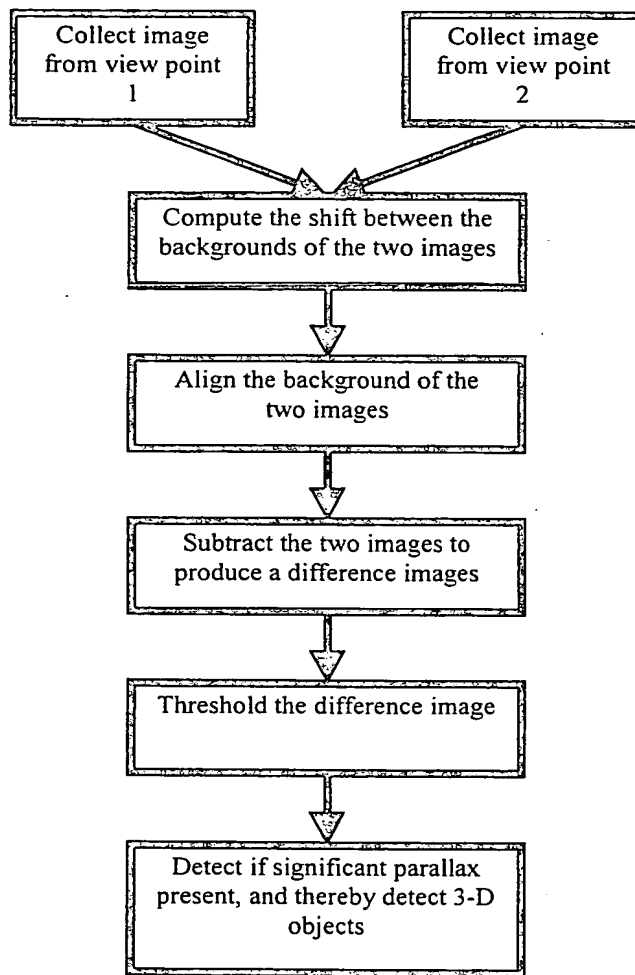 Collect image
from view point
1
Collect image
from view point
2
Compute the shift between the
backgrounds of the two images
Align the background of the
two images
Subtract the two images to
produce a difference images
Threshold the difference image
Detect if significant parallax
present, and thereby detect 3-D
objects